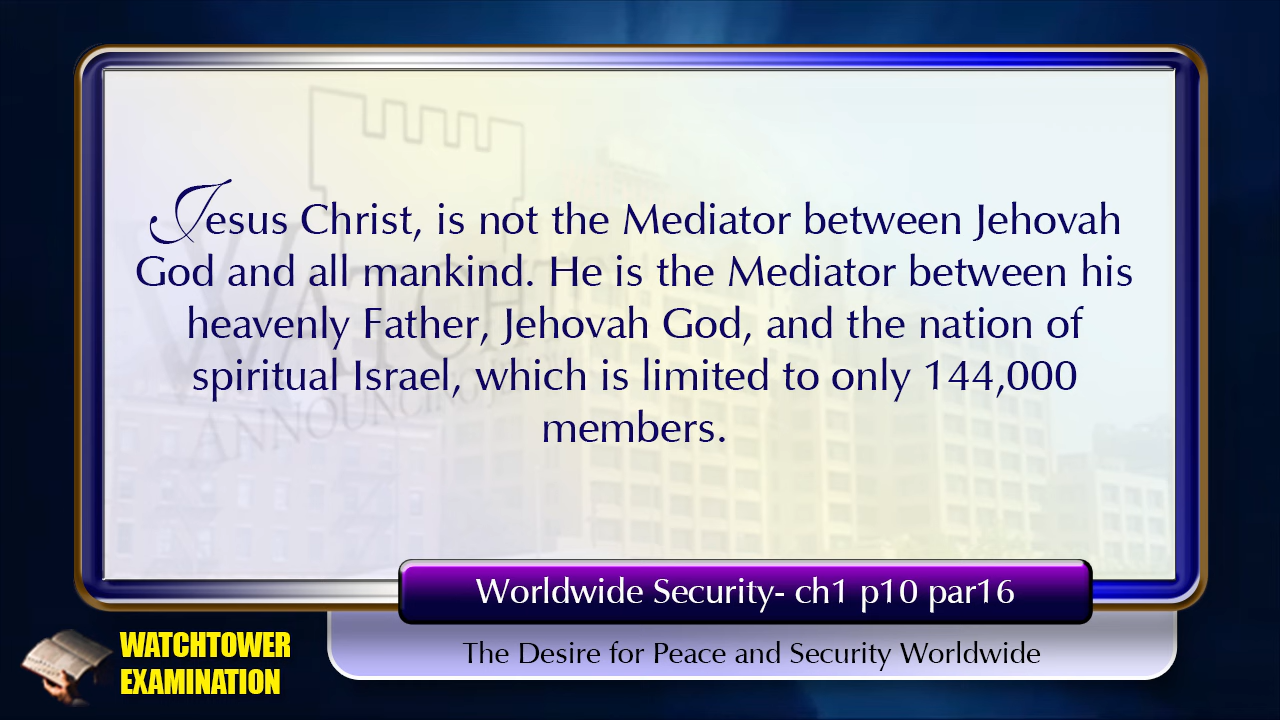 Jesus Christ, is not the Mediator between Jehovah
God and all mankind. He is the Mediator between his
heavenly Father, Jehovah God, and the nation of
spiritual Israel, which is limited to only 144,000
members.
WATCH
ANNOUNCING
Worldwide Security- ch1 p10 par16
The Desire for Peace and Security Worldwide
WATCHTOWER
EXAMINATION